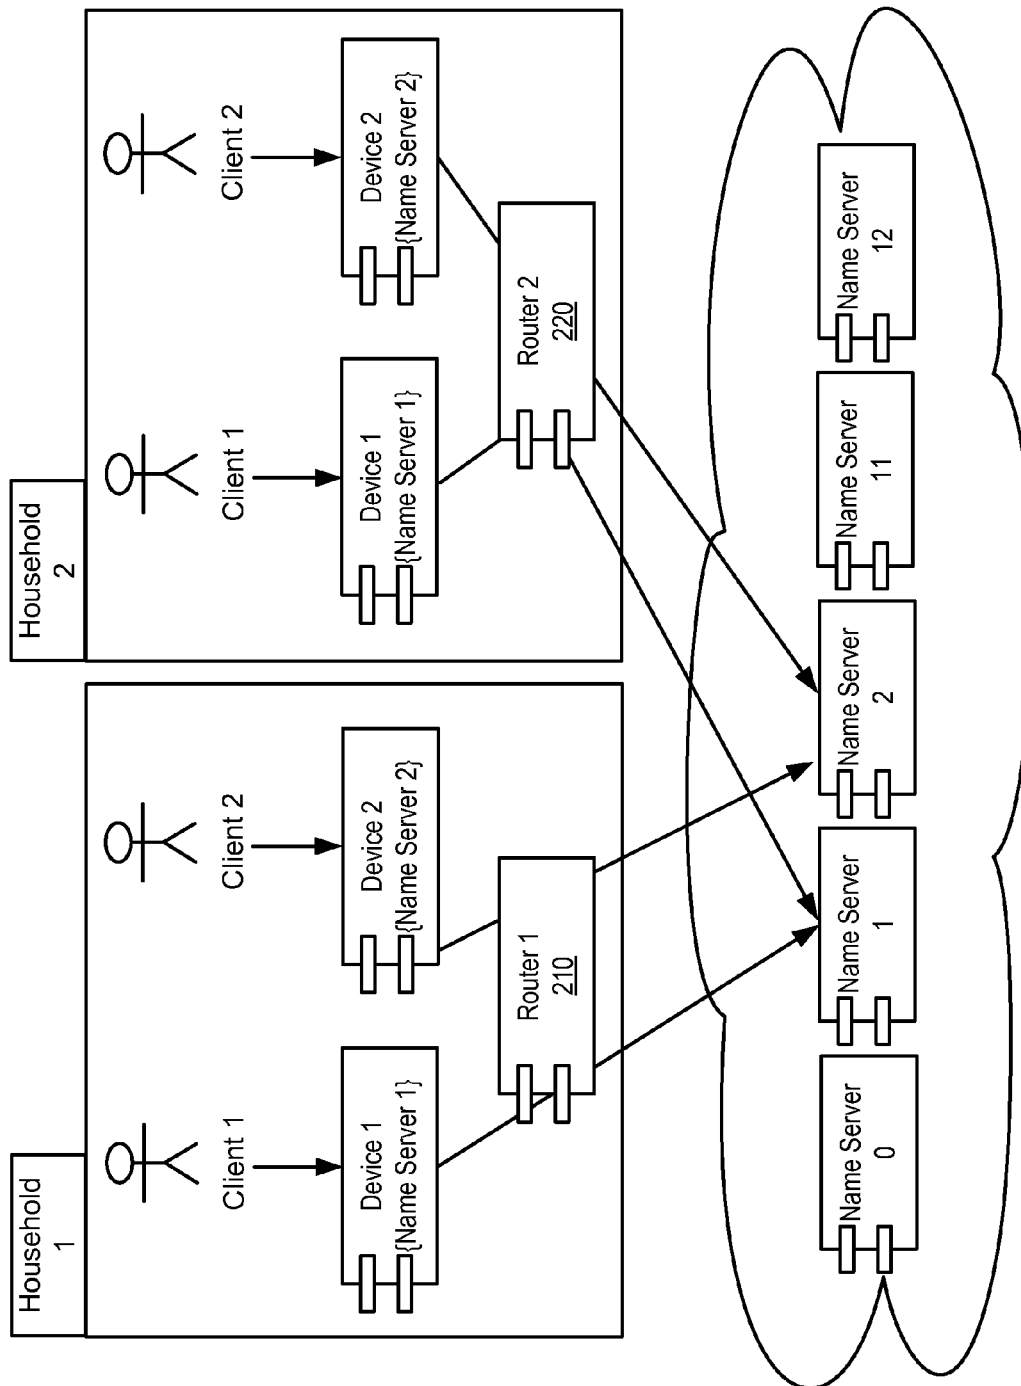 Household
1
Client 1
Client 2
Device 1
{Name Server 1}
Device 2
{Name Server 2}
Router 1
210
Household
2
Client 1
Client 2
Device 1
{Name Server 1}
Device 2
{Name Server 2}
Router 2
220
Name Server
0
Name Server
1
Name Server
2
Name Server
11
Name Server
12